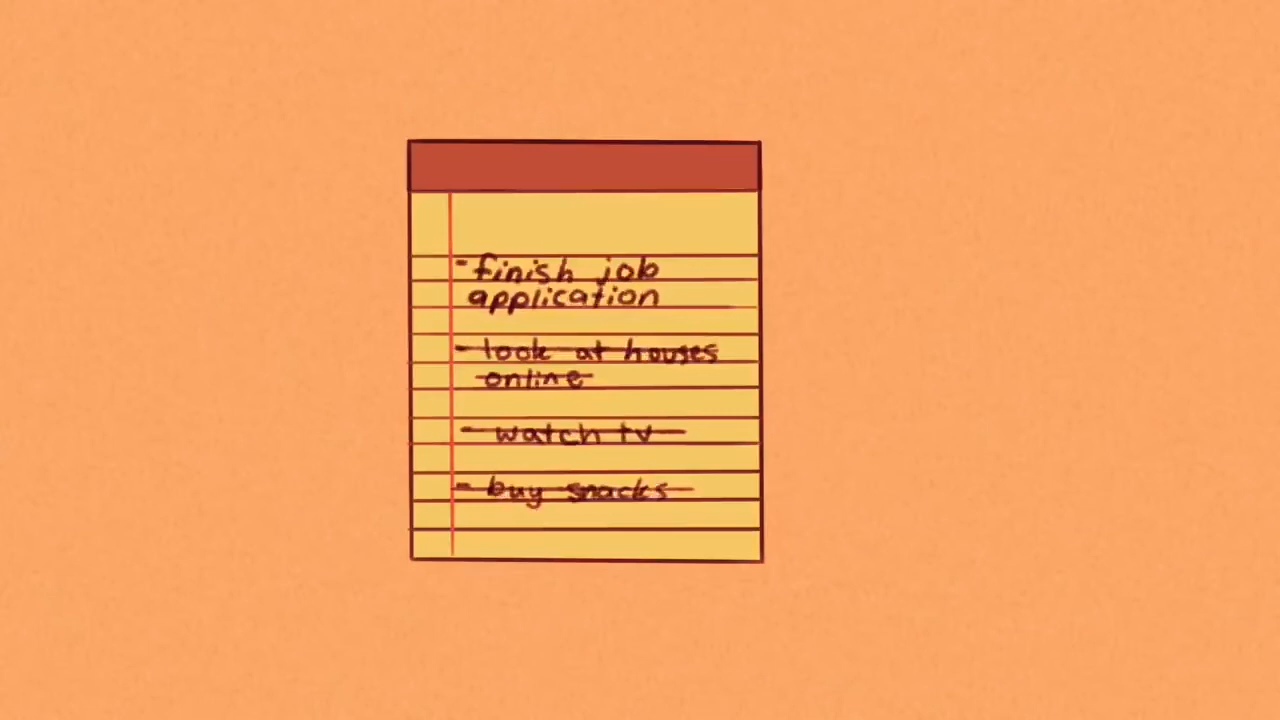 - finish job
application
- look at houses
online
- watch tv
- buy snacks